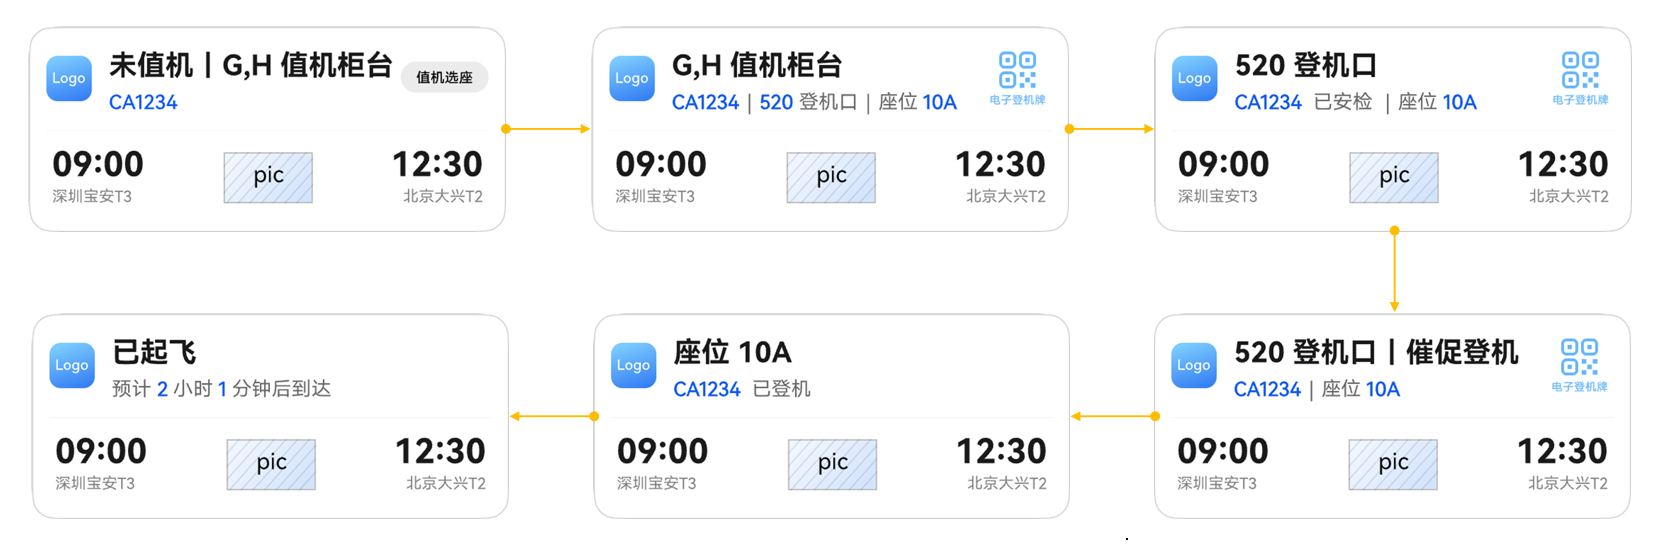 Logo
未值机 | G,H 值机柜台
值机选座
CA1234
09:00
pic
12:30
深圳宝安T3
北京大兴T2
Logo
G,H 值机柜台
CA1234 | 520 登机口 | 座位 10A
电子登机牌
09:00
pic
12:30
深圳宝安T3
北京大兴T2
Logo
520 登机口
CA1234 已安检 | 座位 10A
电子登机牌
09:00
pic
12:30
深圳宝安T3
北京大兴T2
Logo
520 登机口 | 催促登机
CA1234 | 座位 10A
电子登机牌
09:00
pic
12:30
深圳宝安T3
北京大兴T2
Logo
座位 10A
CA1234 已登机
09:00
pic
12:30
深圳宝安T3
北京大兴T2
Logo
已起飞
预计 2 小时 1 分钟后到达
09:00
pic
12:30
深圳宝安T3
北京大兴T2